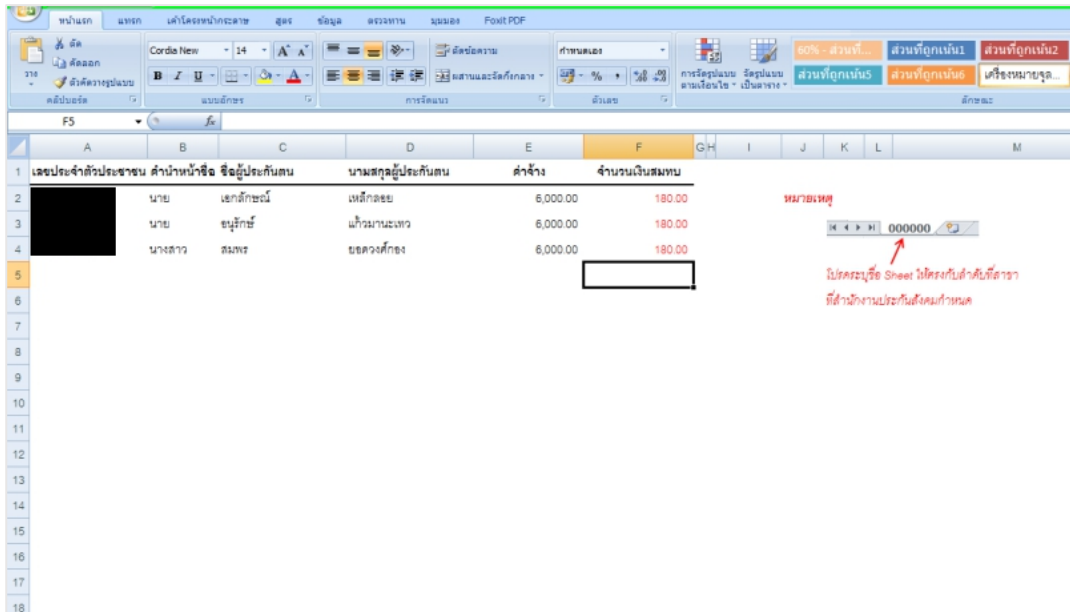 หน้าแรก แทรก เค้าโครงหน้ากระดาษ สูตร ข้อมูล ตรวจทาน มุมมอง Foxit PDF
วาง
ตัด
คัดลอก
ตัวคัดวางรูปแบบ
คลิปบอร์ด
Cordia New 14 A A
B I U A
แบบอักษร
ตัดข้อความ
ผสานและจัดกึ่งกลาง
การจัดแนว
กำหนดเอง
% , .00
ตัวเลข
การจัดรูปแบบตามเงื่อนไข
จัดรูปแบบเป็นตาราง
60% - ส่วนที่... ส่วนที่ถูกเน้น1 ส่วนที่ถูกเน้น2
ส่วนที่ถูกเน้น5 ส่วนที่ถูกเน้น6 เครื่องหมายจุล...
ลักษณะ
F5 fx
A B C D E F G H I J K L M
1 เลขประจำตัวประชาชน คำนำหน้าชื่อ ชื่อผู้ประกันตน นามสกุลผู้ประกันตน ค่าจ้าง จำนวนเงินสมทบ
2 นาย เอกลักษณ์ เหล็กลอย 6,000.00 180.00 หมายเหตุ
3 นาย อนุรักษ์ แก้วมานะเทว 6,000.00 180.00 000000
4 นางสาว สมพร ยอดวงศ์กอง 6,000.00 180.00
5 โปรดระบุชื่อ Sheet ให้ตรงกับลำดับที่สาขา
6 ที่สำนักงานประกันสังคมกำหนด
7
8
9
10
11
12
13
14
15
16
17
18